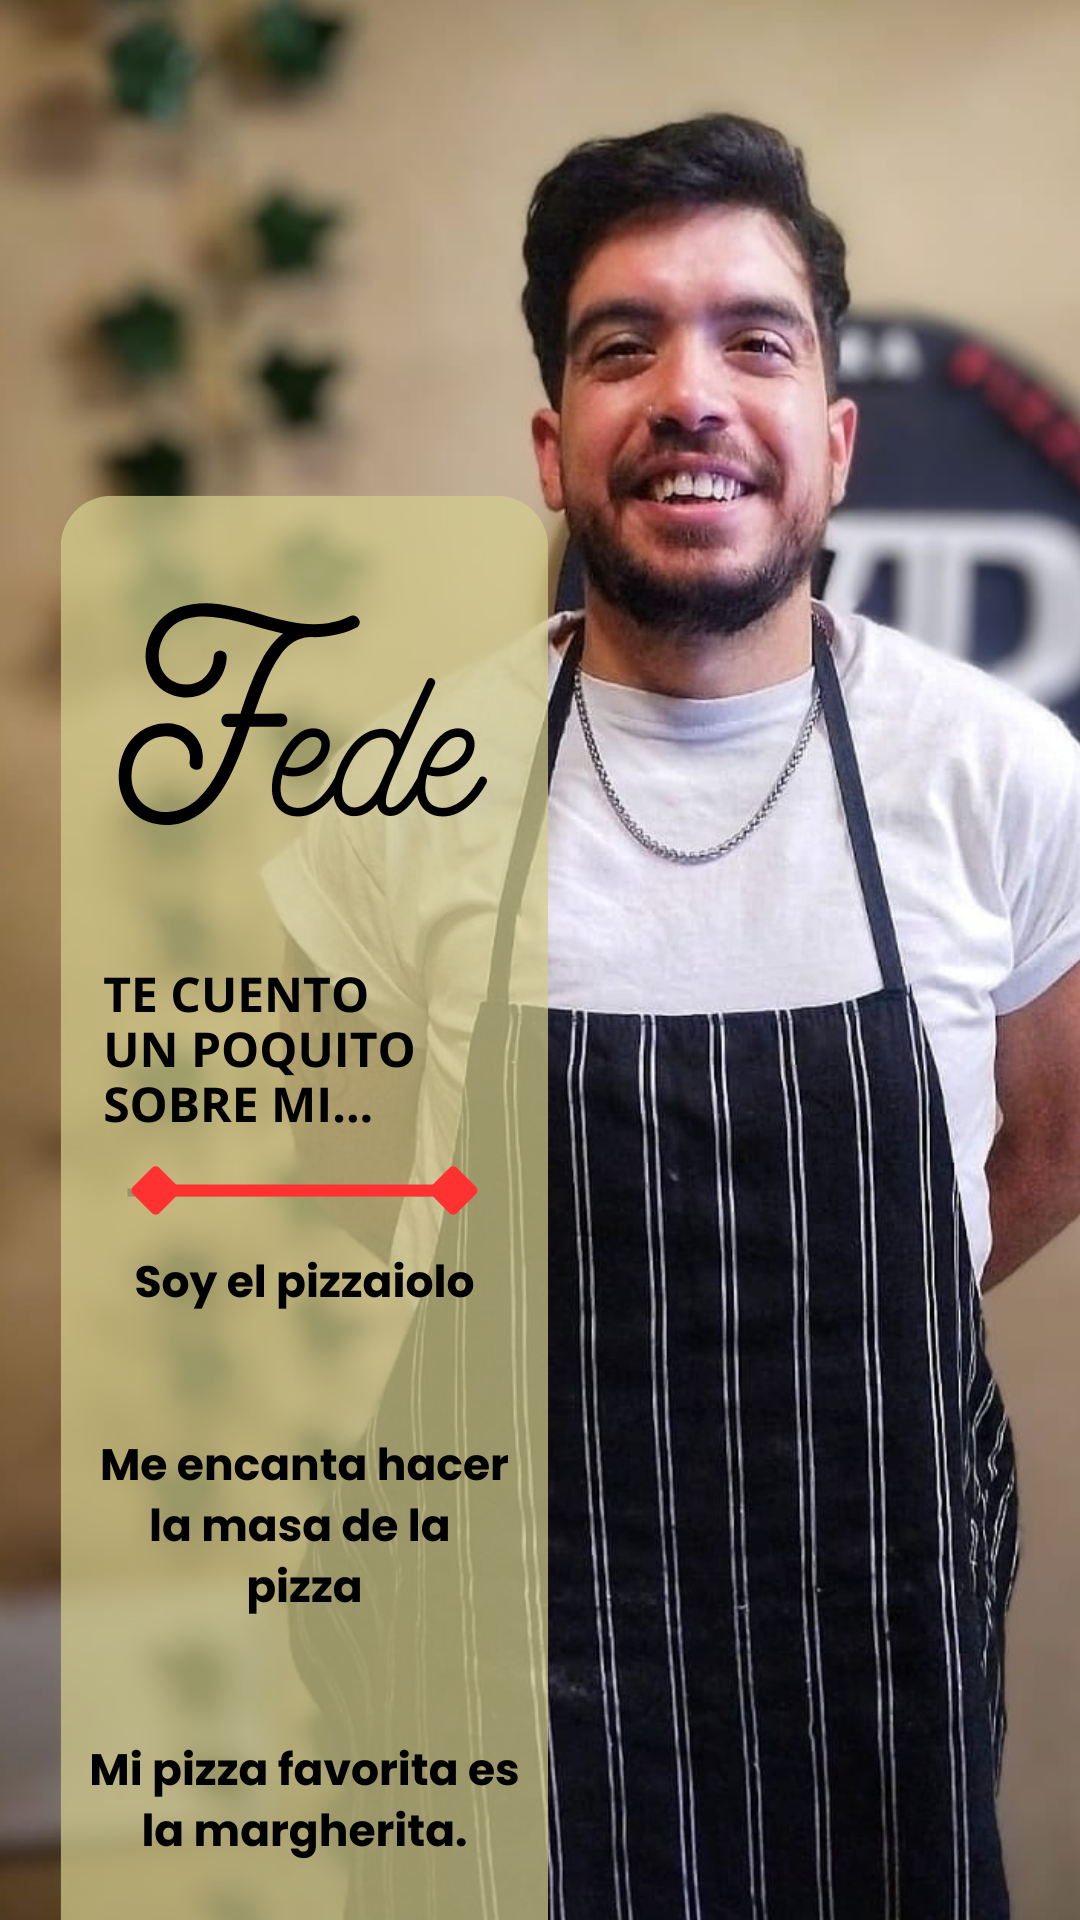 Fede
TE CUENTO
UN POQUITO
SOBRE MI...
Soy el pizzaiolo
Me encanta hacer
la masa de la
pizza
Mi pizza favorita es
la margherita.